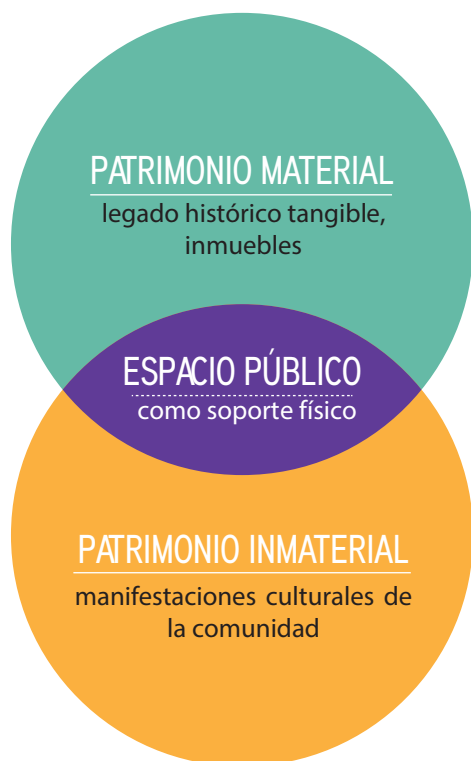 PATRIMONIO MATERIAL
legado histórico tangible,
inmuebles
ESPACIO PÚBLICO
como soporte físico
PATRIMONIO INMATERIAL
manifestaciones culturales de
la comunidad